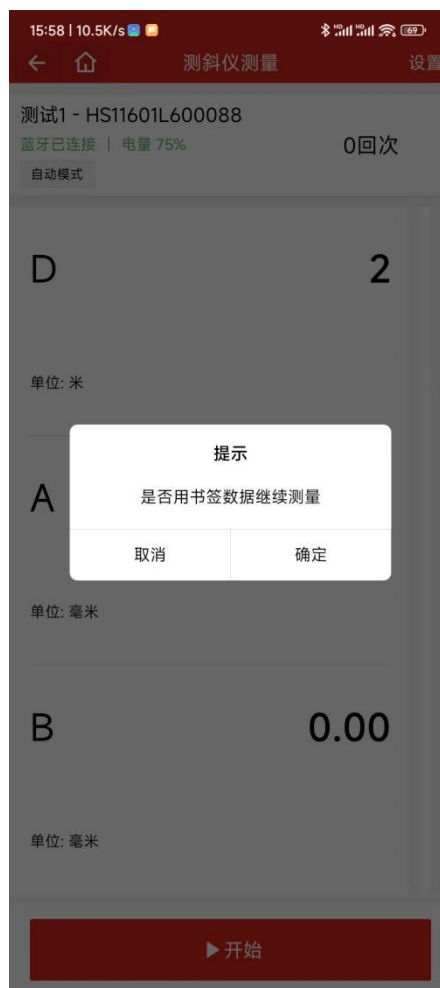 15:58 | 10.5K/s
69
测斜仪测量
设置
测试1 - HS11601L600088
蓝牙已连接 | 电量 75%
0回次
自动模式
D
2
单位: 米
提示
是否用书签数据继续测量
取消
确定
A
单位: 毫米
B
0.00
单位: 毫米
开始